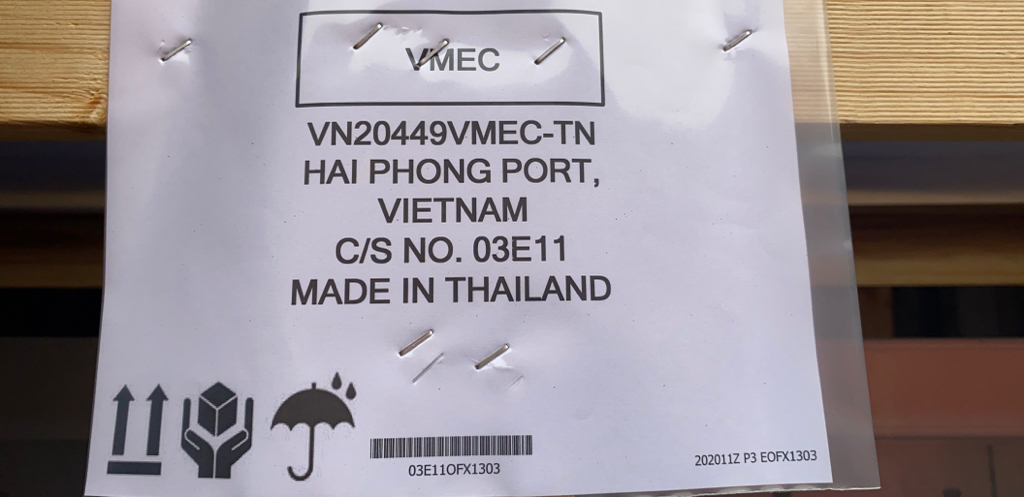 VMEC
VN20449VMEC-TN
HAI PHONG PORT,
VIETNAM
C/S NO. 03E11
MADE IN THAILAND
03E11OFX1303
202011Z P3 EOFX1303